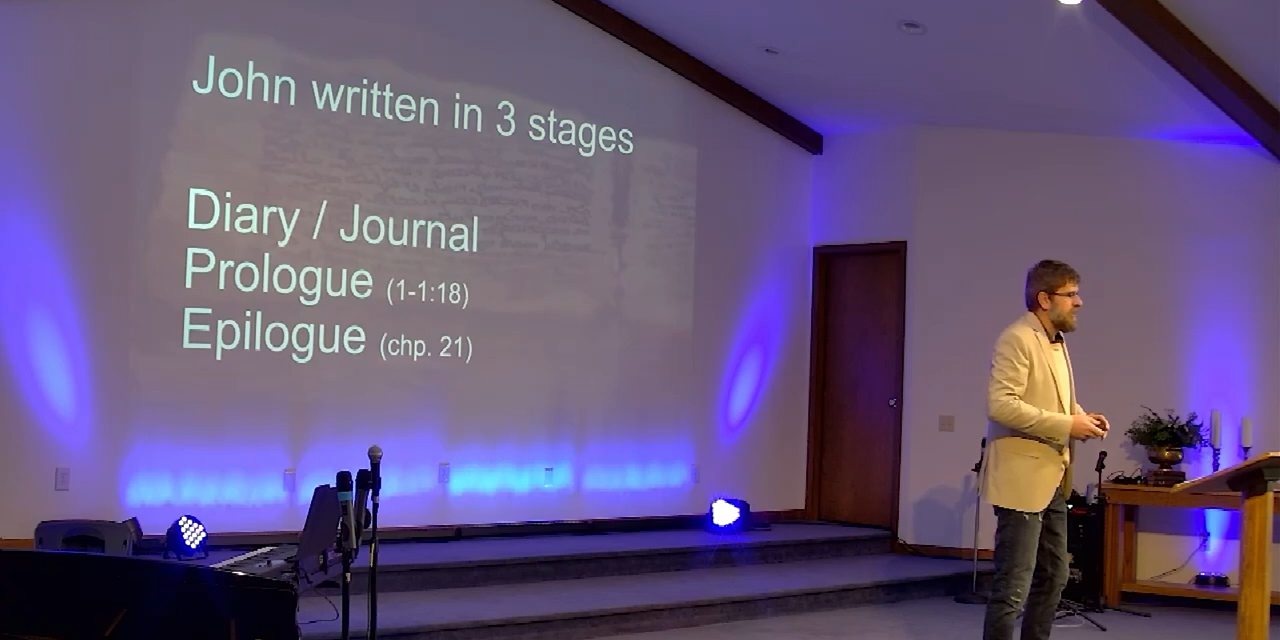 John written in 3 stages
Diary / Journal
Prologue (1-1:18)
Epilogue (chp. 21)